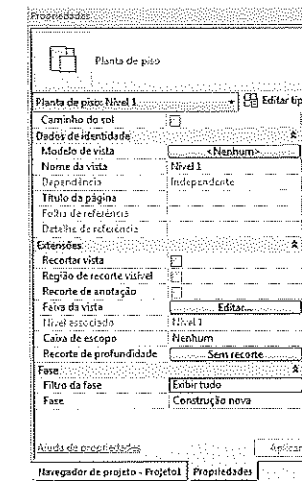 Propriedades
Planta de piso
Planta de piso: Nível 1 Editar tip
Caminho do sol
Dados de identidade
Modelo de vista <Nenhum>
Nome da vista Nível 1
Dependência Independente
Título da página
Folha de referência
Detalhe de referência
Extensões
Recortar vista
Região de recorte visível
Recorte de anotação
Faixa da vista Editar...
Nível associado Nível 1
Caixa de escopo Nenhum
Recorte de profundidade Sem recorte
Fase
Filtro da fase Exibir tudo
Fase Construção nova
Ajuda de propriedades Aplicar
Navegador de projeto - Projeto1 Propriedades